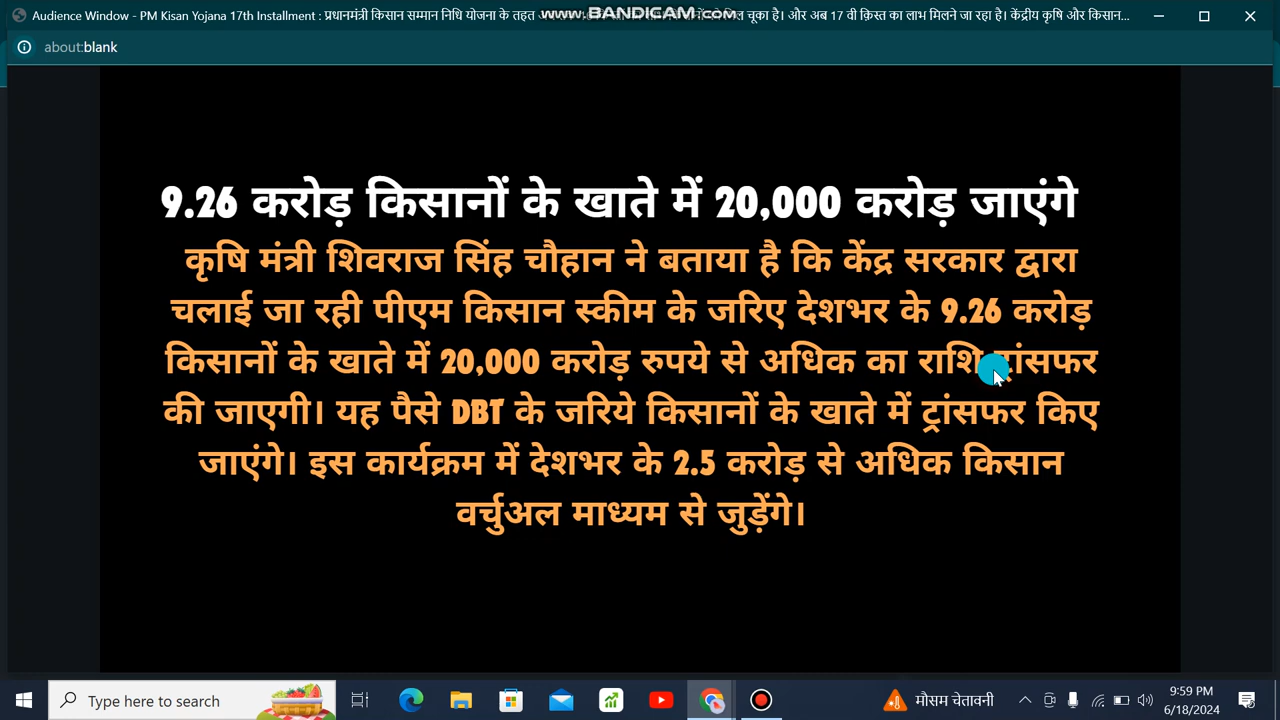 Audience Window - PM Kisan Yojana 17th Installment : प्रधानमंत्री किसान सम्मान निधि योजना के तहत चूका है। और अब 17 वी क़िस्त का लाभ मिलने जा रहा है। केंद्रीय कृषि और किसान...
www.BANDICAM.com
about:blank
9.26 करोड़ किसानों के खाते में 20,000 करोड़ जाएंगे
कृषि मंत्री शिवराज सिंह चौहान ने बताया है कि केंद्र सरकार द्वारा
चलाई जा रही पीएम किसान स्कीम के जरिए देशभर के 9.26 करोड़
किसानों के खाते में 20,000 करोड़ रुपये से अधिक का राशि ट्रांसफर
की जाएगी। यह पैसे DBT के जरिये किसानों के खाते में ट्रांसफर किए
जाएंगे। इस कार्यक्रम में देशभर के 2.5 करोड़ से अधिक किसान
वर्चुअल माध्यम से जुड़ेंगे।
Type here to search
मौसम चेतावनी
9:59 PM
6/18/2024